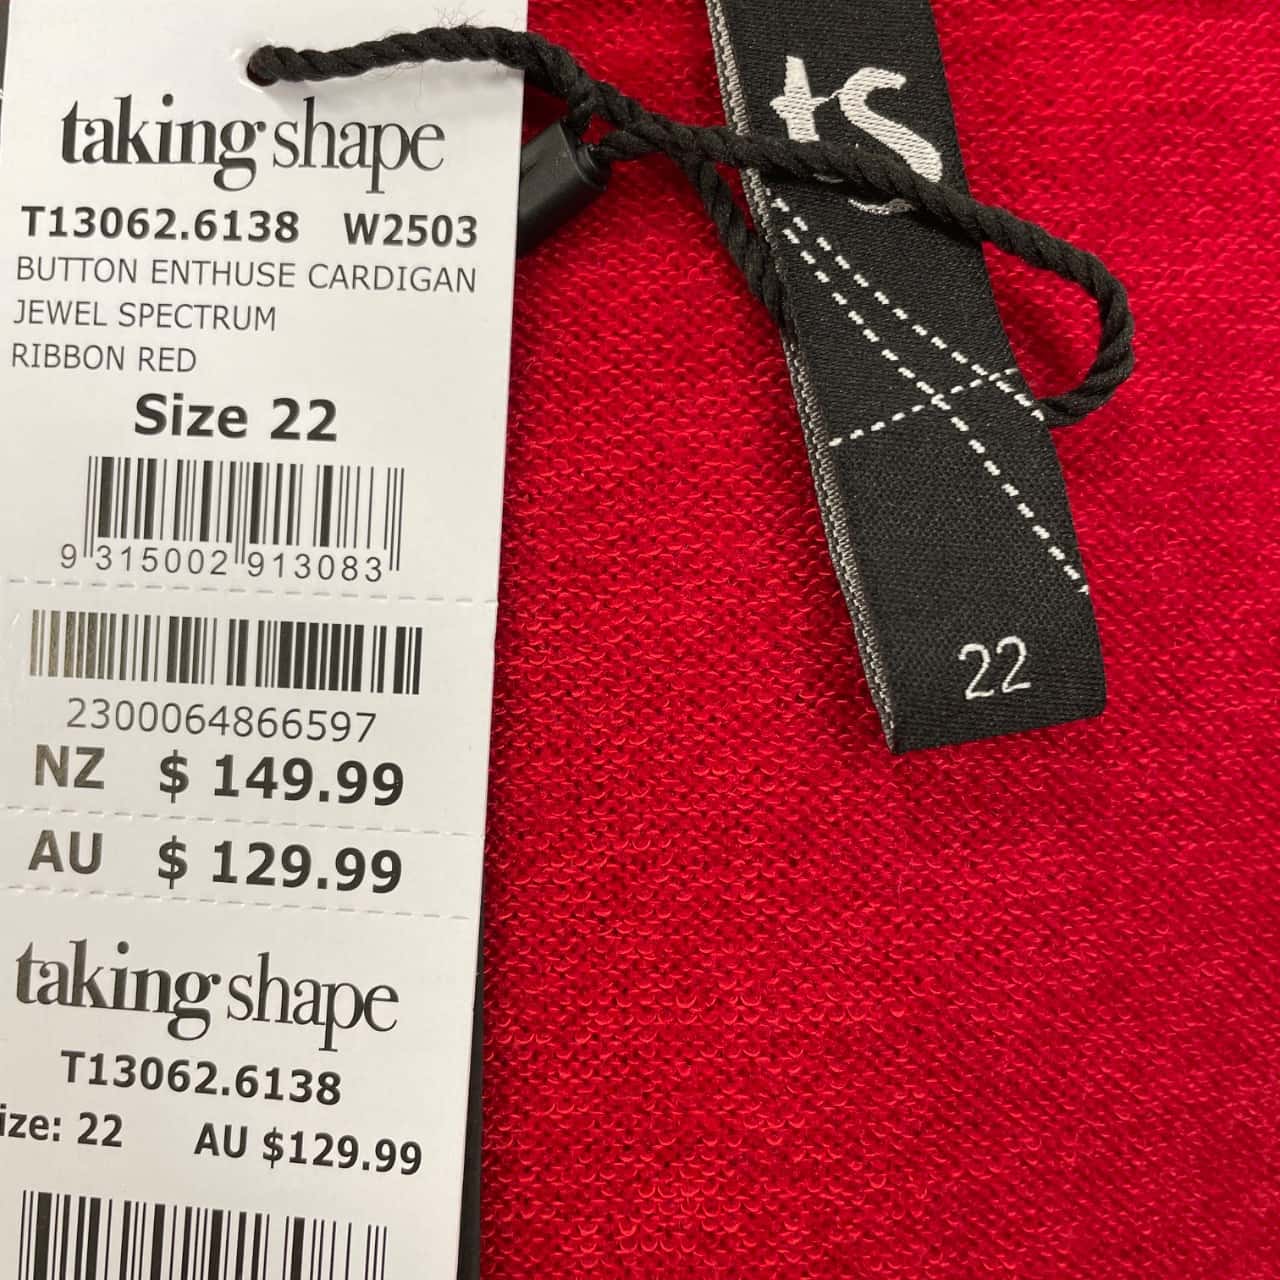 taking shape
T13062.6138 W2503
BUTTON ENTHUSE CARDIGAN
JEWEL SPECTRUM
RIBBON RED
Size 22
9 315002 913083
2300064866597
NZ $ 149.99
AU $ 129.99
taking shape
T13062.6138
ize: 22 AU $129.99
tS
22